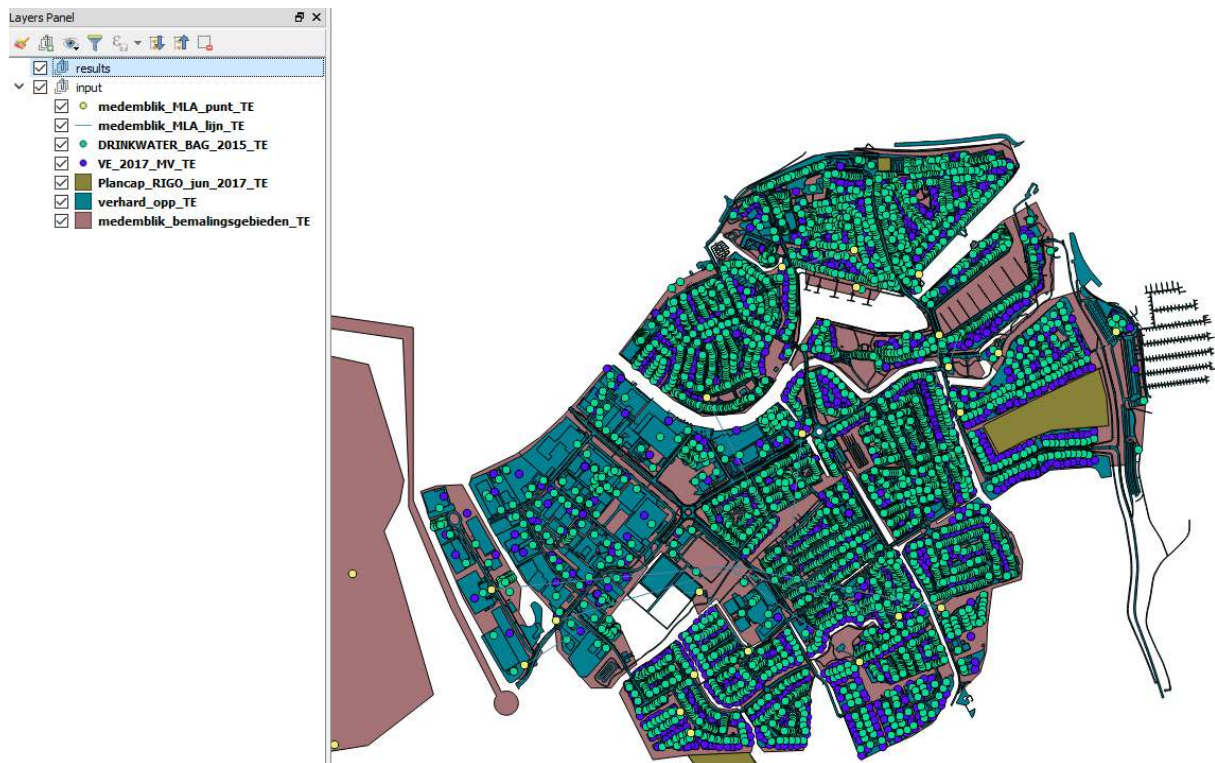 Layers Panel
results
input
medemblik_MLA_punt_TE
medemblik_MLA_lijn_TE
DRINKWATER_BAG_2015_TE
VE_2017_MV_TE
Plancap_RIGO_jun_2017_TE
verhard_opp_TE
medemblik_bemalingsgebieden_TE